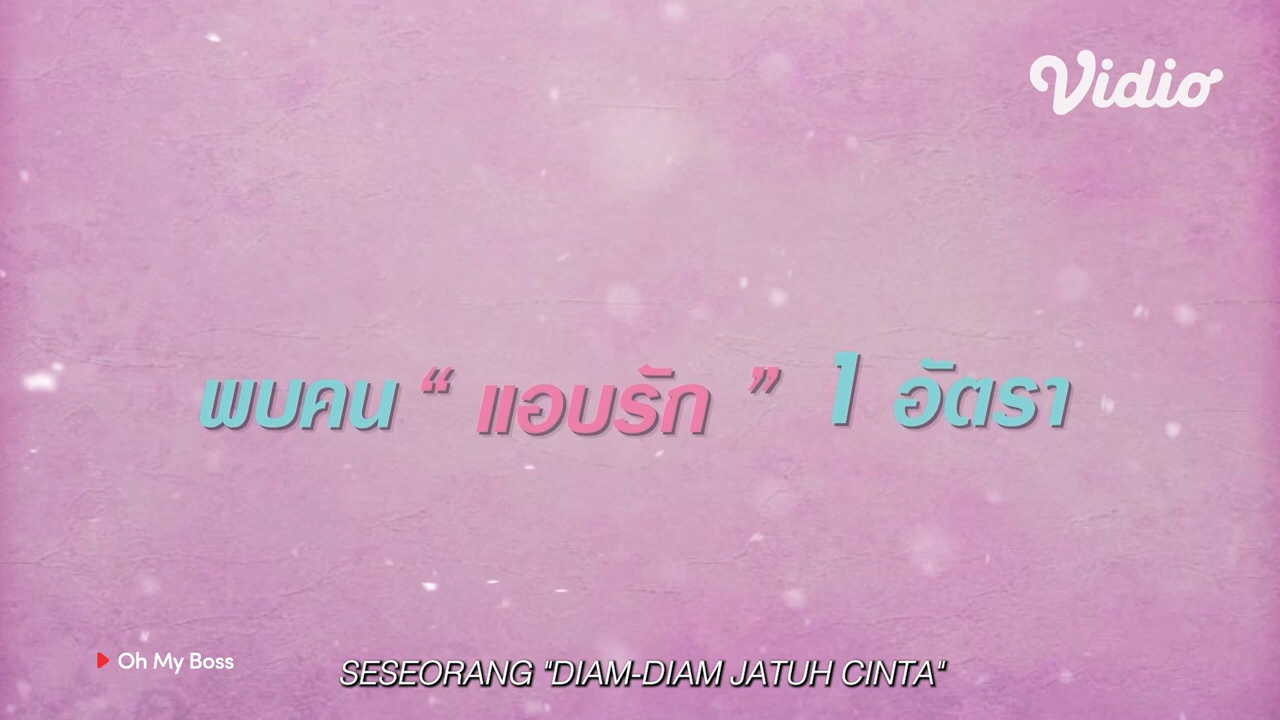 Vidio
พบคน “ แอบรัก ” 1 อัตรา
Oh My Boss
SESEORANG "DIAM-DIAM JATUH CINTA"